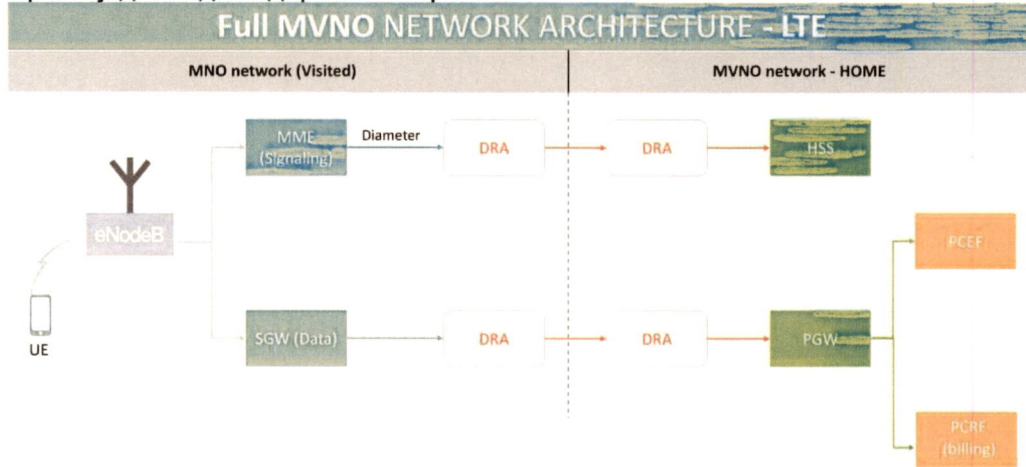 Full MVNO NETWORK ARCHITECTURE - LTE
MNO network (Visited)
MVNO network - HOME
MME
(Signaling)
Diameter
DRA
DRA
HSS
eNodeB
PCEF
UE
SGW (Data)
DRA
DRA
PGW
PCRF
(billing)